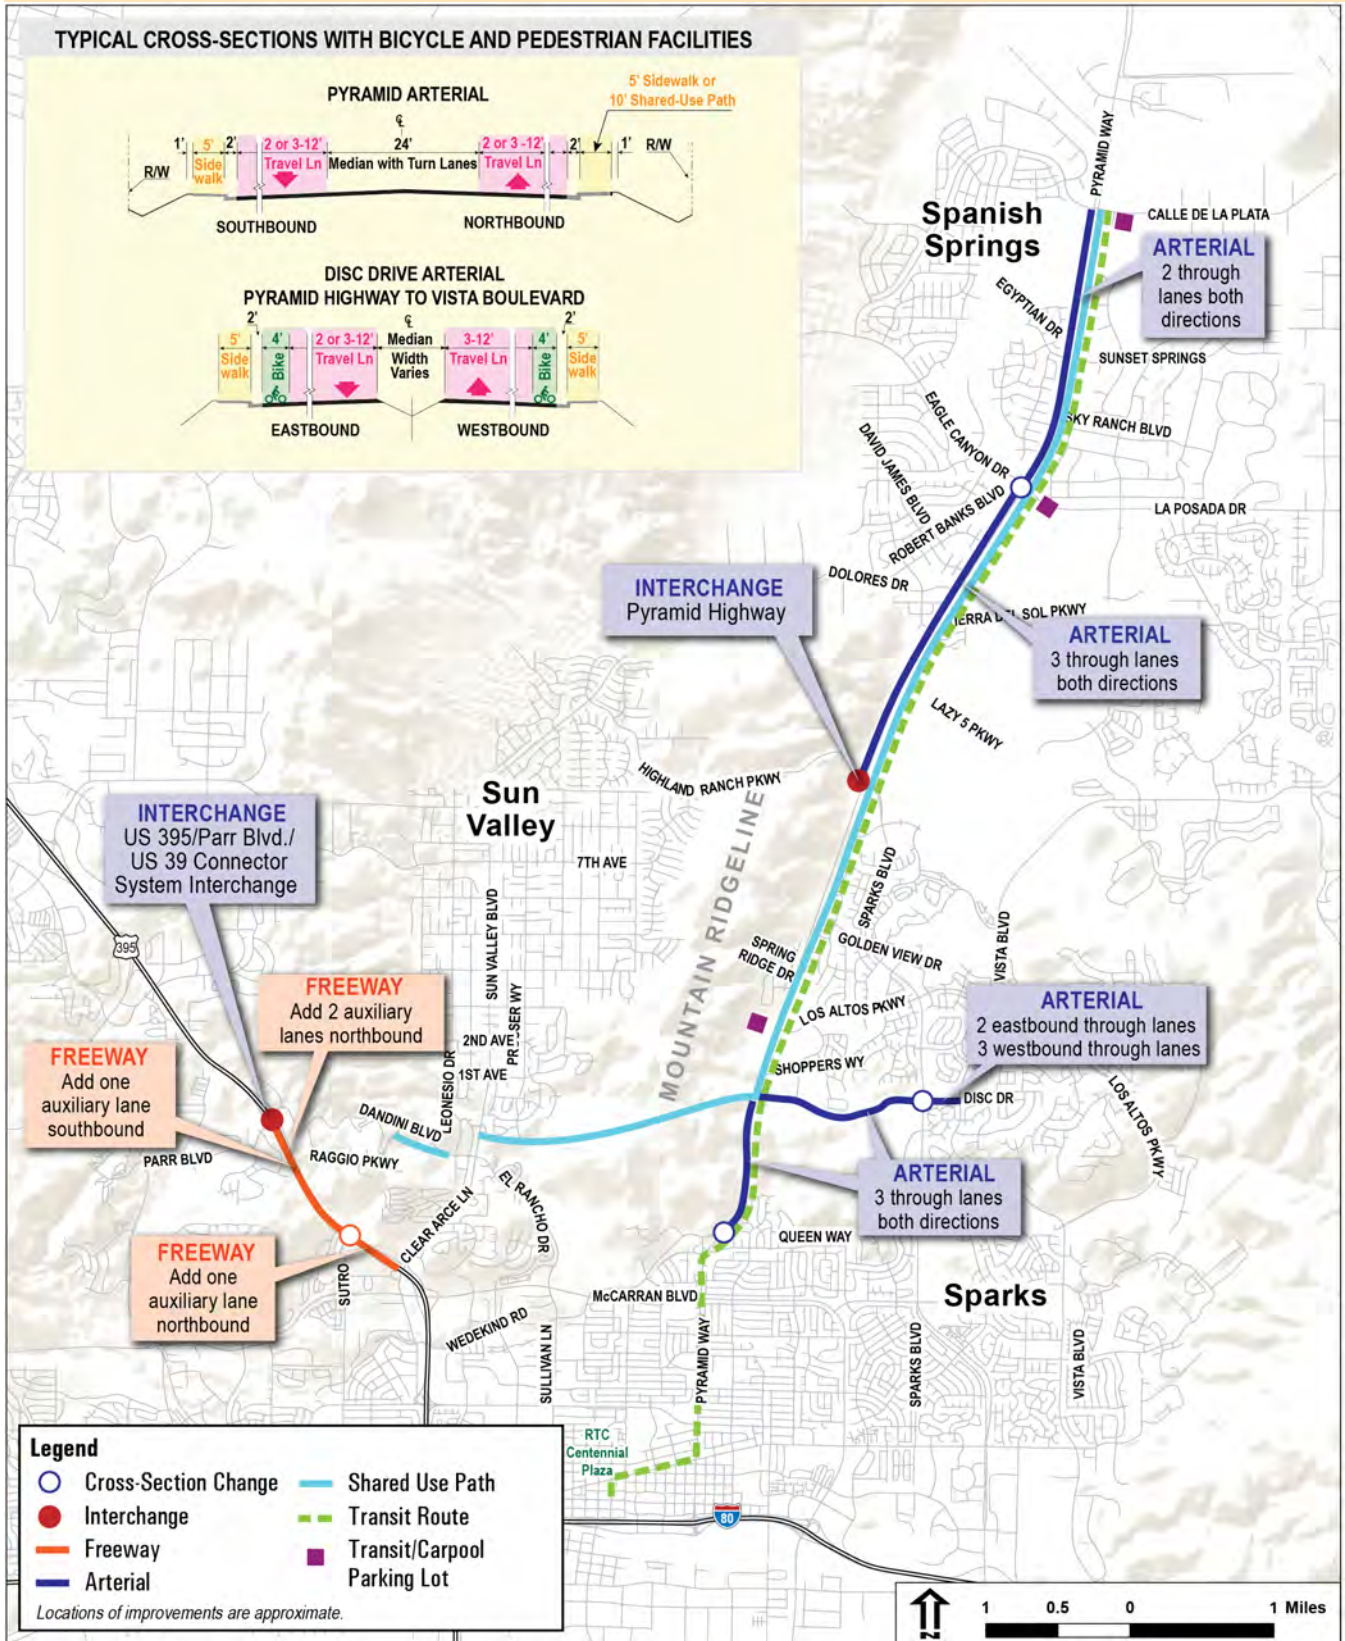 TYPICAL CROSS-SECTIONS WITH BICYCLE AND PEDESTRIAN FACILITIES
PYRAMID ARTERIAL
5' Sidewalk or
10' Shared-Use Path
1' 5' 2' 2 or 3-12' 24' 2 or 3 -12' 2' 1'
R/W Side walk Travel Ln Median with Turn Lanes Travel Ln R/W
SOUTHBOUND NORTHBOUND
DISC DRIVE ARTERIAL
PYRAMID HIGHWAY TO VISTA BOULEVARD
2' 2'
5' 4' 2 or 3-12' Median 3-12' 4' 5'
Side walk Bike Travel Ln Width Varies Travel Ln Bike Side walk
EASTBOUND WESTBOUND
PYRAMID WAY
Spanish
Springs
CALLE DE LA PLATA
ARTERIAL
2 through
lanes both
directions
EGYPTIAN DR
SUNSET SPRINGS
EAGLE CANYON DR
SKY RANCH BLVD
DAVID JAMES BLVD
ROBERT BANKS BLVD
LA POSADA DR
DOLORES DR
INTERCHANGE
Pyramid Highway
IERRA DEL SOL PKWY
ARTERIAL
3 through lanes
both directions
LAZY 5 PKWY
HIGHLAND RANCH PKWY
Sun
Valley
MOUNTAIN RIDGELINE
INTERCHANGE
US 395/Parr Blvd./
US 39 Connector
System Interchange
7TH AVE
SPARKS BLVD
SUN VALLEY BLVD
395
SPRING
RIDGE DR
GOLDEN VIEW DR
VISTA BLVD
FREEWAY
Add 2 auxiliary
lanes northbound
LOS ALTOS PKWY
ARTERIAL
2 eastbound through lanes
3 westbound through lanes
2ND AVE
1ST AVE
LEONESIO DR
FREEWAY
Add one
auxiliary lane
southbound
SHOPPERS WY
DISC DR
LOS ALTOS PKWY
DANDINI BLVD
PARR BLVD
RAGGIO PKWY
ARTERIAL
3 through lanes
both directions
EL RANCHO DR
CLEAR ARCE LN
QUEEN WAY
FREEWAY
Add one
auxiliary lane
northbound
SUTRO
McCARRAN BLVD
Sparks
WEDEKIND RD
SULLIVAN LN
PYRAMID WAY
SPARKS BLVD
VISTA BLVD
RTC
Centennial
Plaza
80
Legend
Cross-Section Change
Interchange
Freeway
Arterial
Shared Use Path
Transit Route
Transit/Carpool
Parking Lot
Locations of improvements are approximate.
N
1 0.5 0 1 Miles